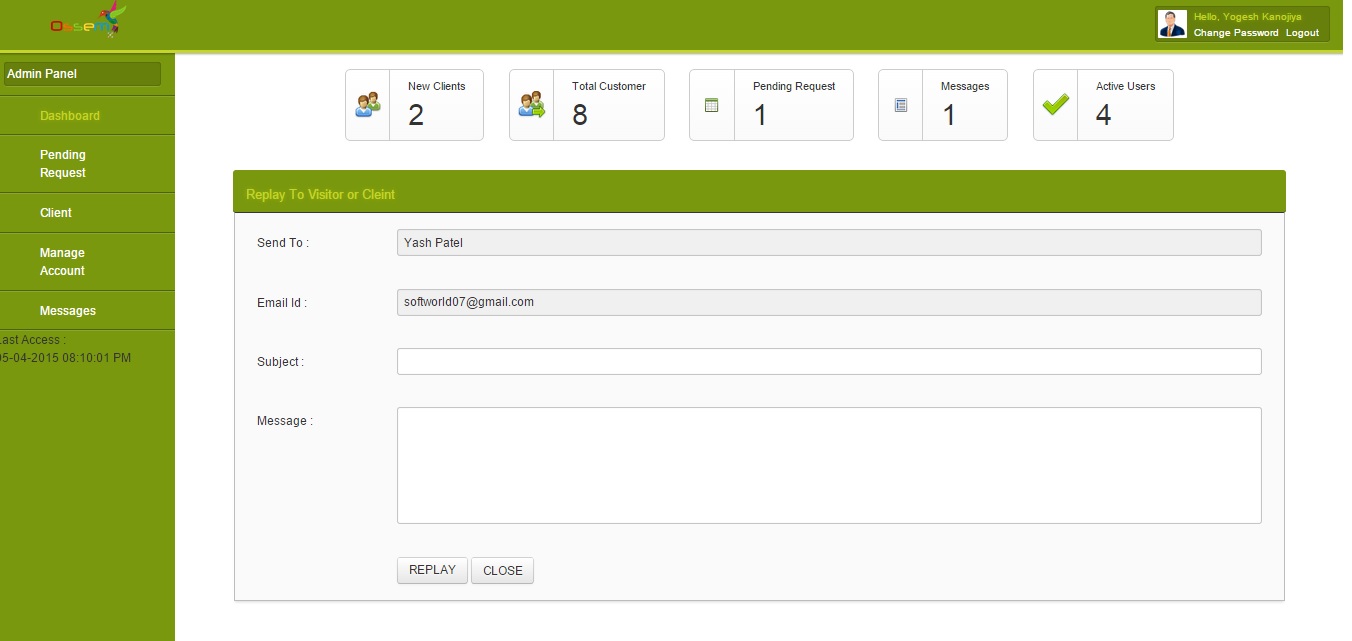 Ossem
Hello, Yogesh Kanojiya
Change Password Logout
Admin Panel
Dashboard
Pending
Request
Client
Manage
Account
Messages
Last Access :
05-04-2015 08:10:01 PM
New Clients
2
Total Customer
8
Pending Request
1
Messages
1
Active Users
4
Replay To Visitor or Cleint
Send To :
Yash Patel
Email Id :
softworld07@gmail.com
Subject :
Message :
REPLAY
CLOSE